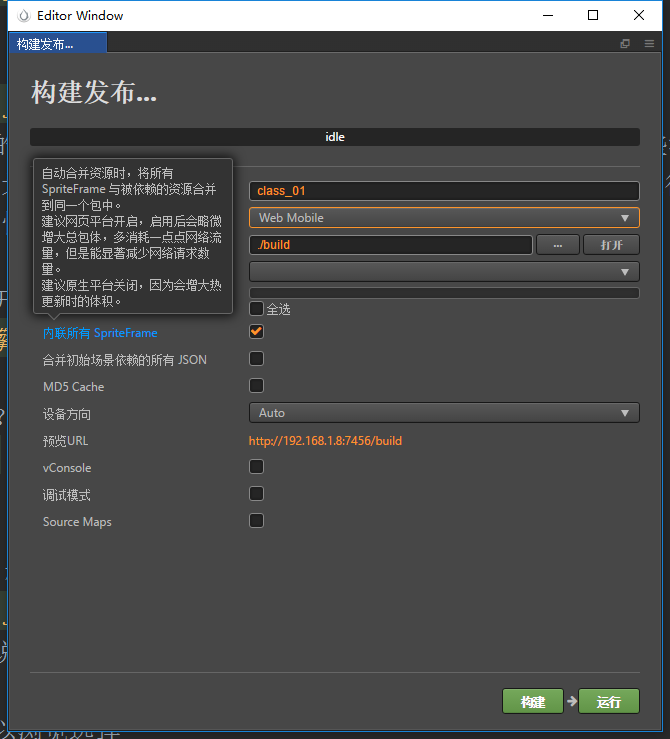 Editor Window
构建发布...
构建发布...
idle
自动合并资源时，将所有
SpriteFrame 与被依赖的资源合并
到同一个包中。
建议网页平台开启，启用后会略微
增大总包体，多消耗一点点网络流
量，但是能显著减少网络请求数
量。
建议原生平台关闭，因为会增大热
更新时的体积。
class_01
Web Mobile
./build
...
打开
全选
内联所有 SpriteFrame
合并初始场景依赖的所有 JSON
MD5 Cache
设备方向
Auto
预览URL
http://192.168.1.8:7456/build
vConsole
调试模式
Source Maps
构建
运行